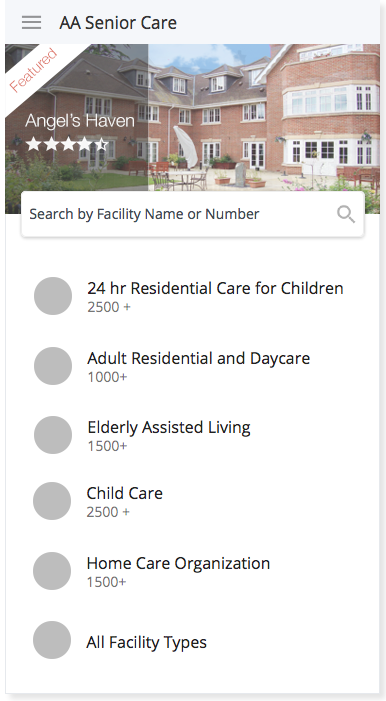 AA Senior Care
Featured
Angel's Haven
Search by Facility Name or Number
24 hr Residential Care for Children
2500 +
Adult Residential and Daycare
1000+
Elderly Assisted Living
1500+
Child Care
2500 +
Home Care Organization
1500+
All Facility Types